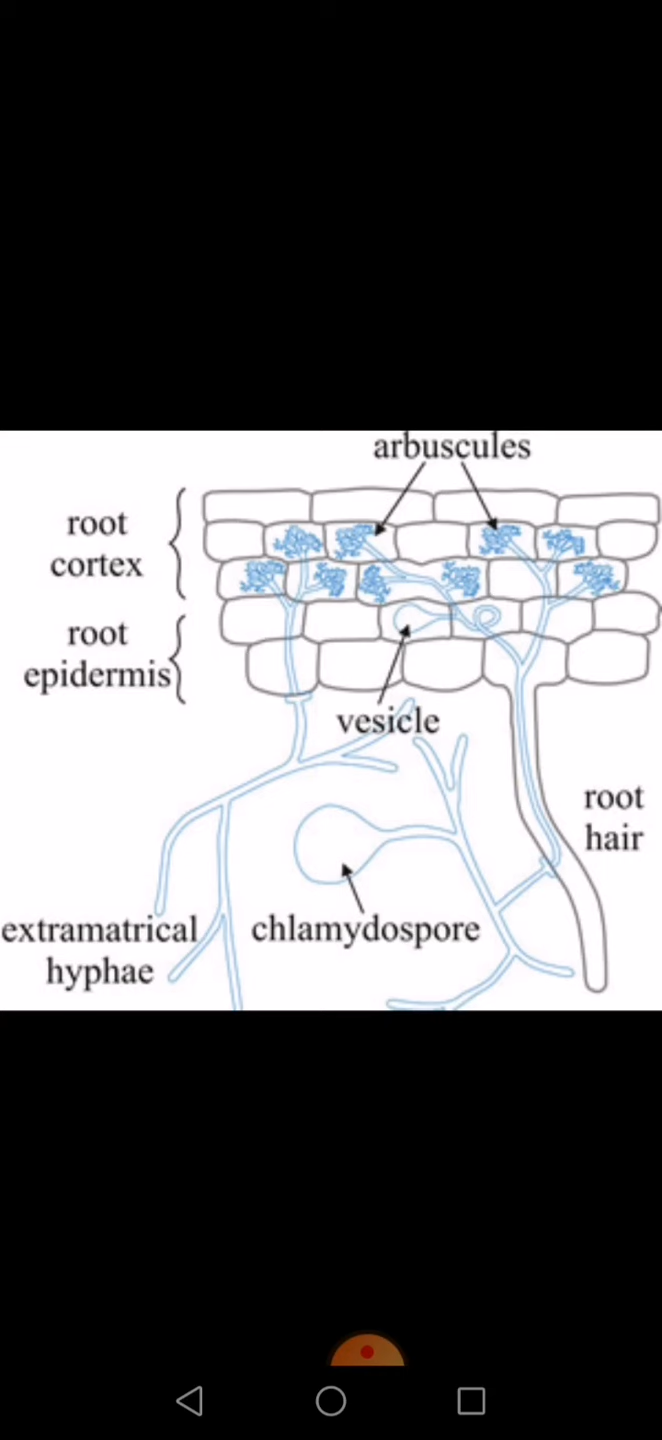 arbuscules
root
cortex
root
epidermis
vesicle
root
hair
extramatrical
hyphae
chlamydospore